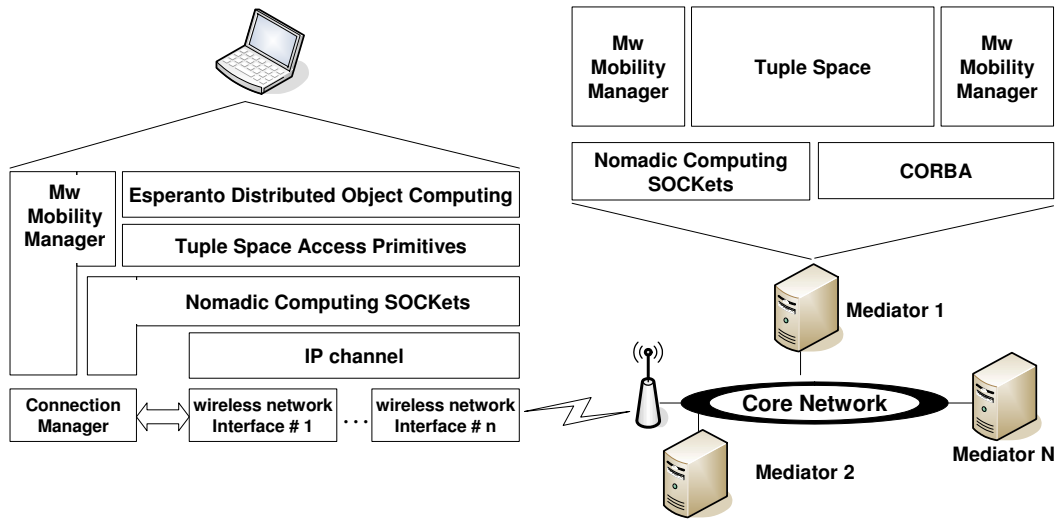 Mw
Mobility
Manager
Esperanto Distributed Object Computing
Tuple Space Access Primitives
Nomadic Computing SOCKets
IP channel
Connection
Manager
wireless network
Interface # 1
...
wireless network
Interface # n
Mw
Mobility
Manager
Tuple Space
Mw
Mobility
Manager
Nomadic Computing
SOCKets
CORBA
Mediator 1
Core Network
Mediator N
Mediator 2